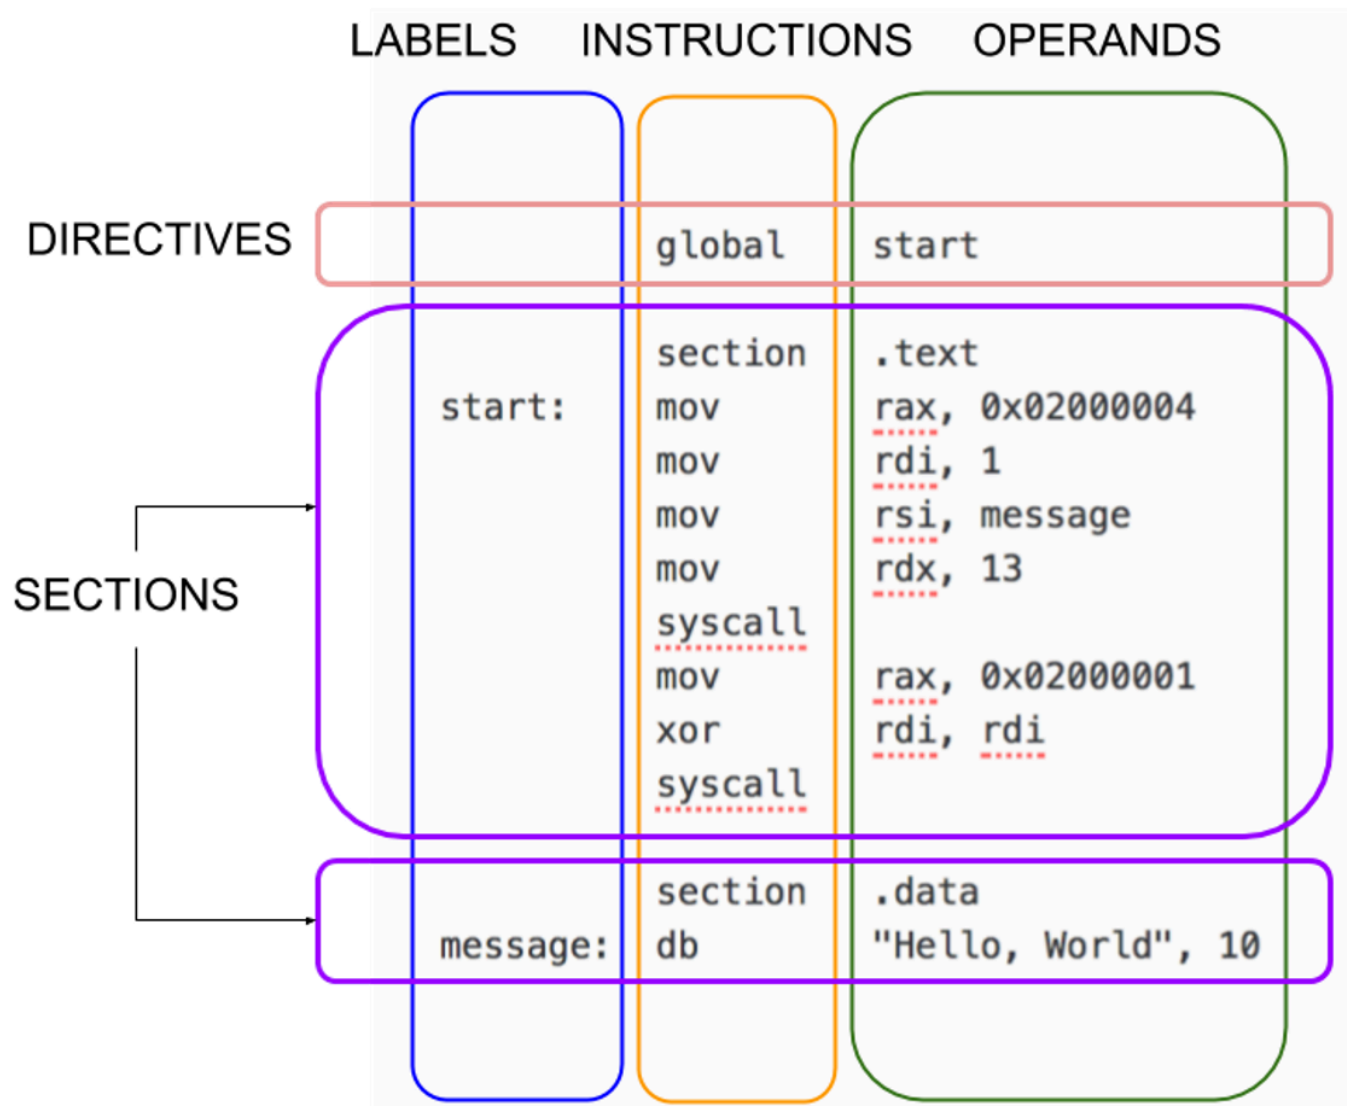 LABELS INSTRUCTIONS OPERANDS
DIRECTIVES
global start
section .text
start: mov rax, 0x02000004
mov rdi, 1
mov rsi, message
mov rdx, 13
SECTIONS
syscall
mov rax, 0x02000001
xor rdi, rdi
syscall
section .data
message: db "Hello, World", 10